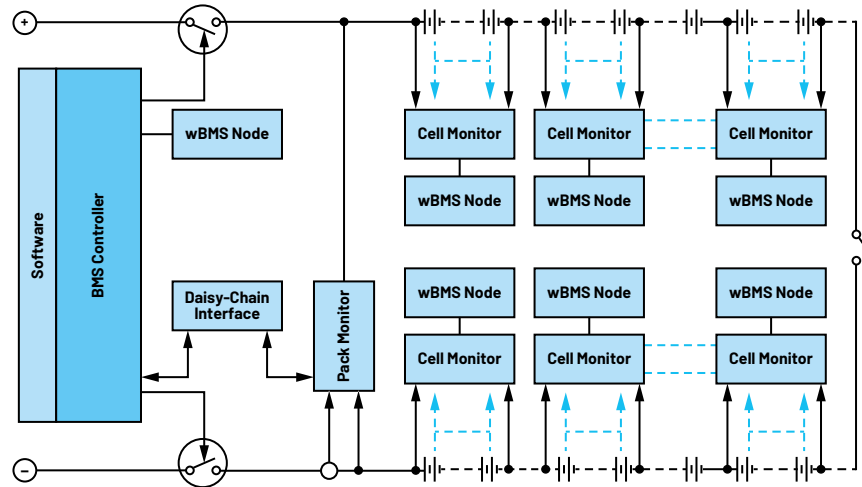 +
Software
BMS Controller
wBMS Node
Daisy-Chain
Interface
Pack Monitor
Cell Monitor
Cell Monitor
Cell Monitor
wBMS Node
wBMS Node
wBMS Node
wBMS Node
wBMS Node
wBMS Node
Cell Monitor
Cell Monitor
Cell Monitor
−